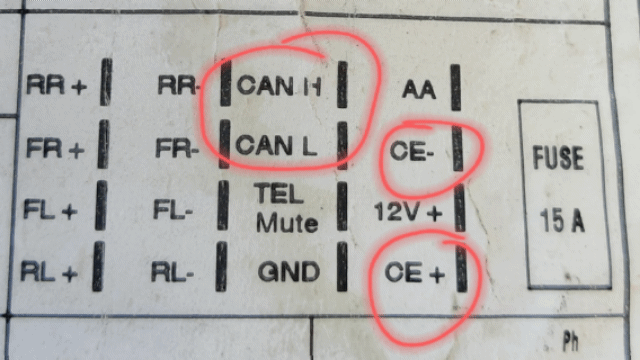 RR + RR- CAN H AA
FR + FR- CAN L CE-
FL + FL- TEL Mute 12V +
RL + RL- GND CE +
FUSE
15 A
Ph